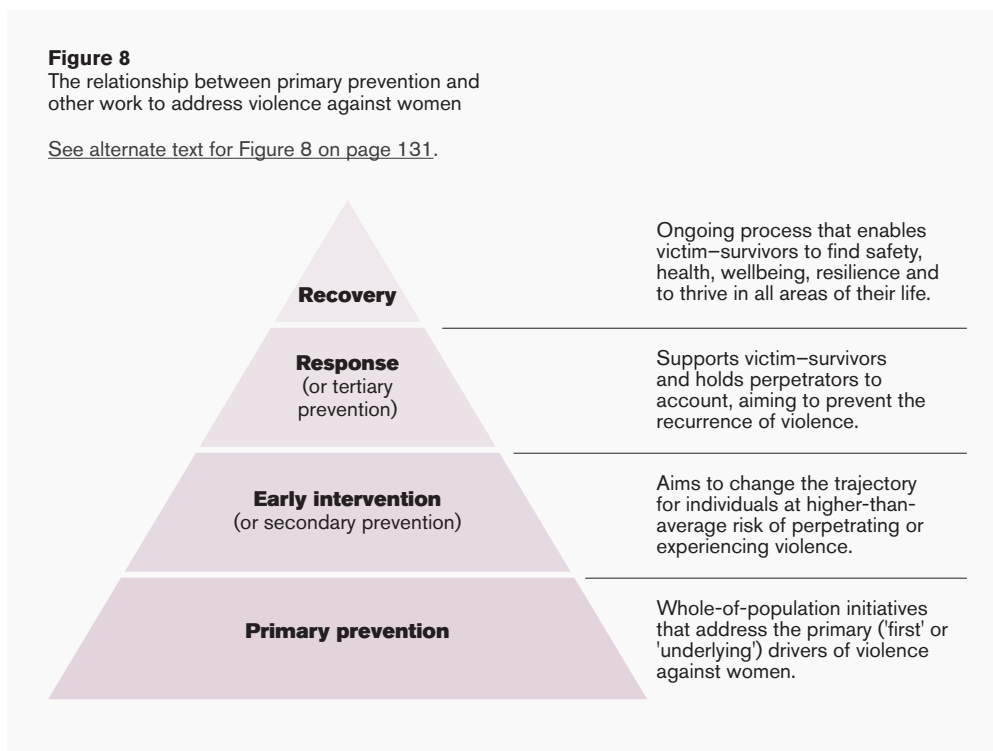 Figure 8
The relationship between primary prevention and
other work to address violence against women
See alternate text for Figure 8 on page 131.
Recovery
Ongoing process that enables
victim–survivors to find safety,
health, wellbeing, resilience and
to thrive in all areas of their life.
Response
(or tertiary
prevention)
Supports victim–survivors
and holds perpetrators to
account, aiming to prevent the
recurrence of violence.
Early intervention
(or secondary prevention)
Aims to change the trajectory
for individuals at higher-than-
average risk of perpetrating or
experiencing violence.
Primary prevention
Whole-of-population initiatives
that address the primary ('first' or
'underlying') drivers of violence
against women.